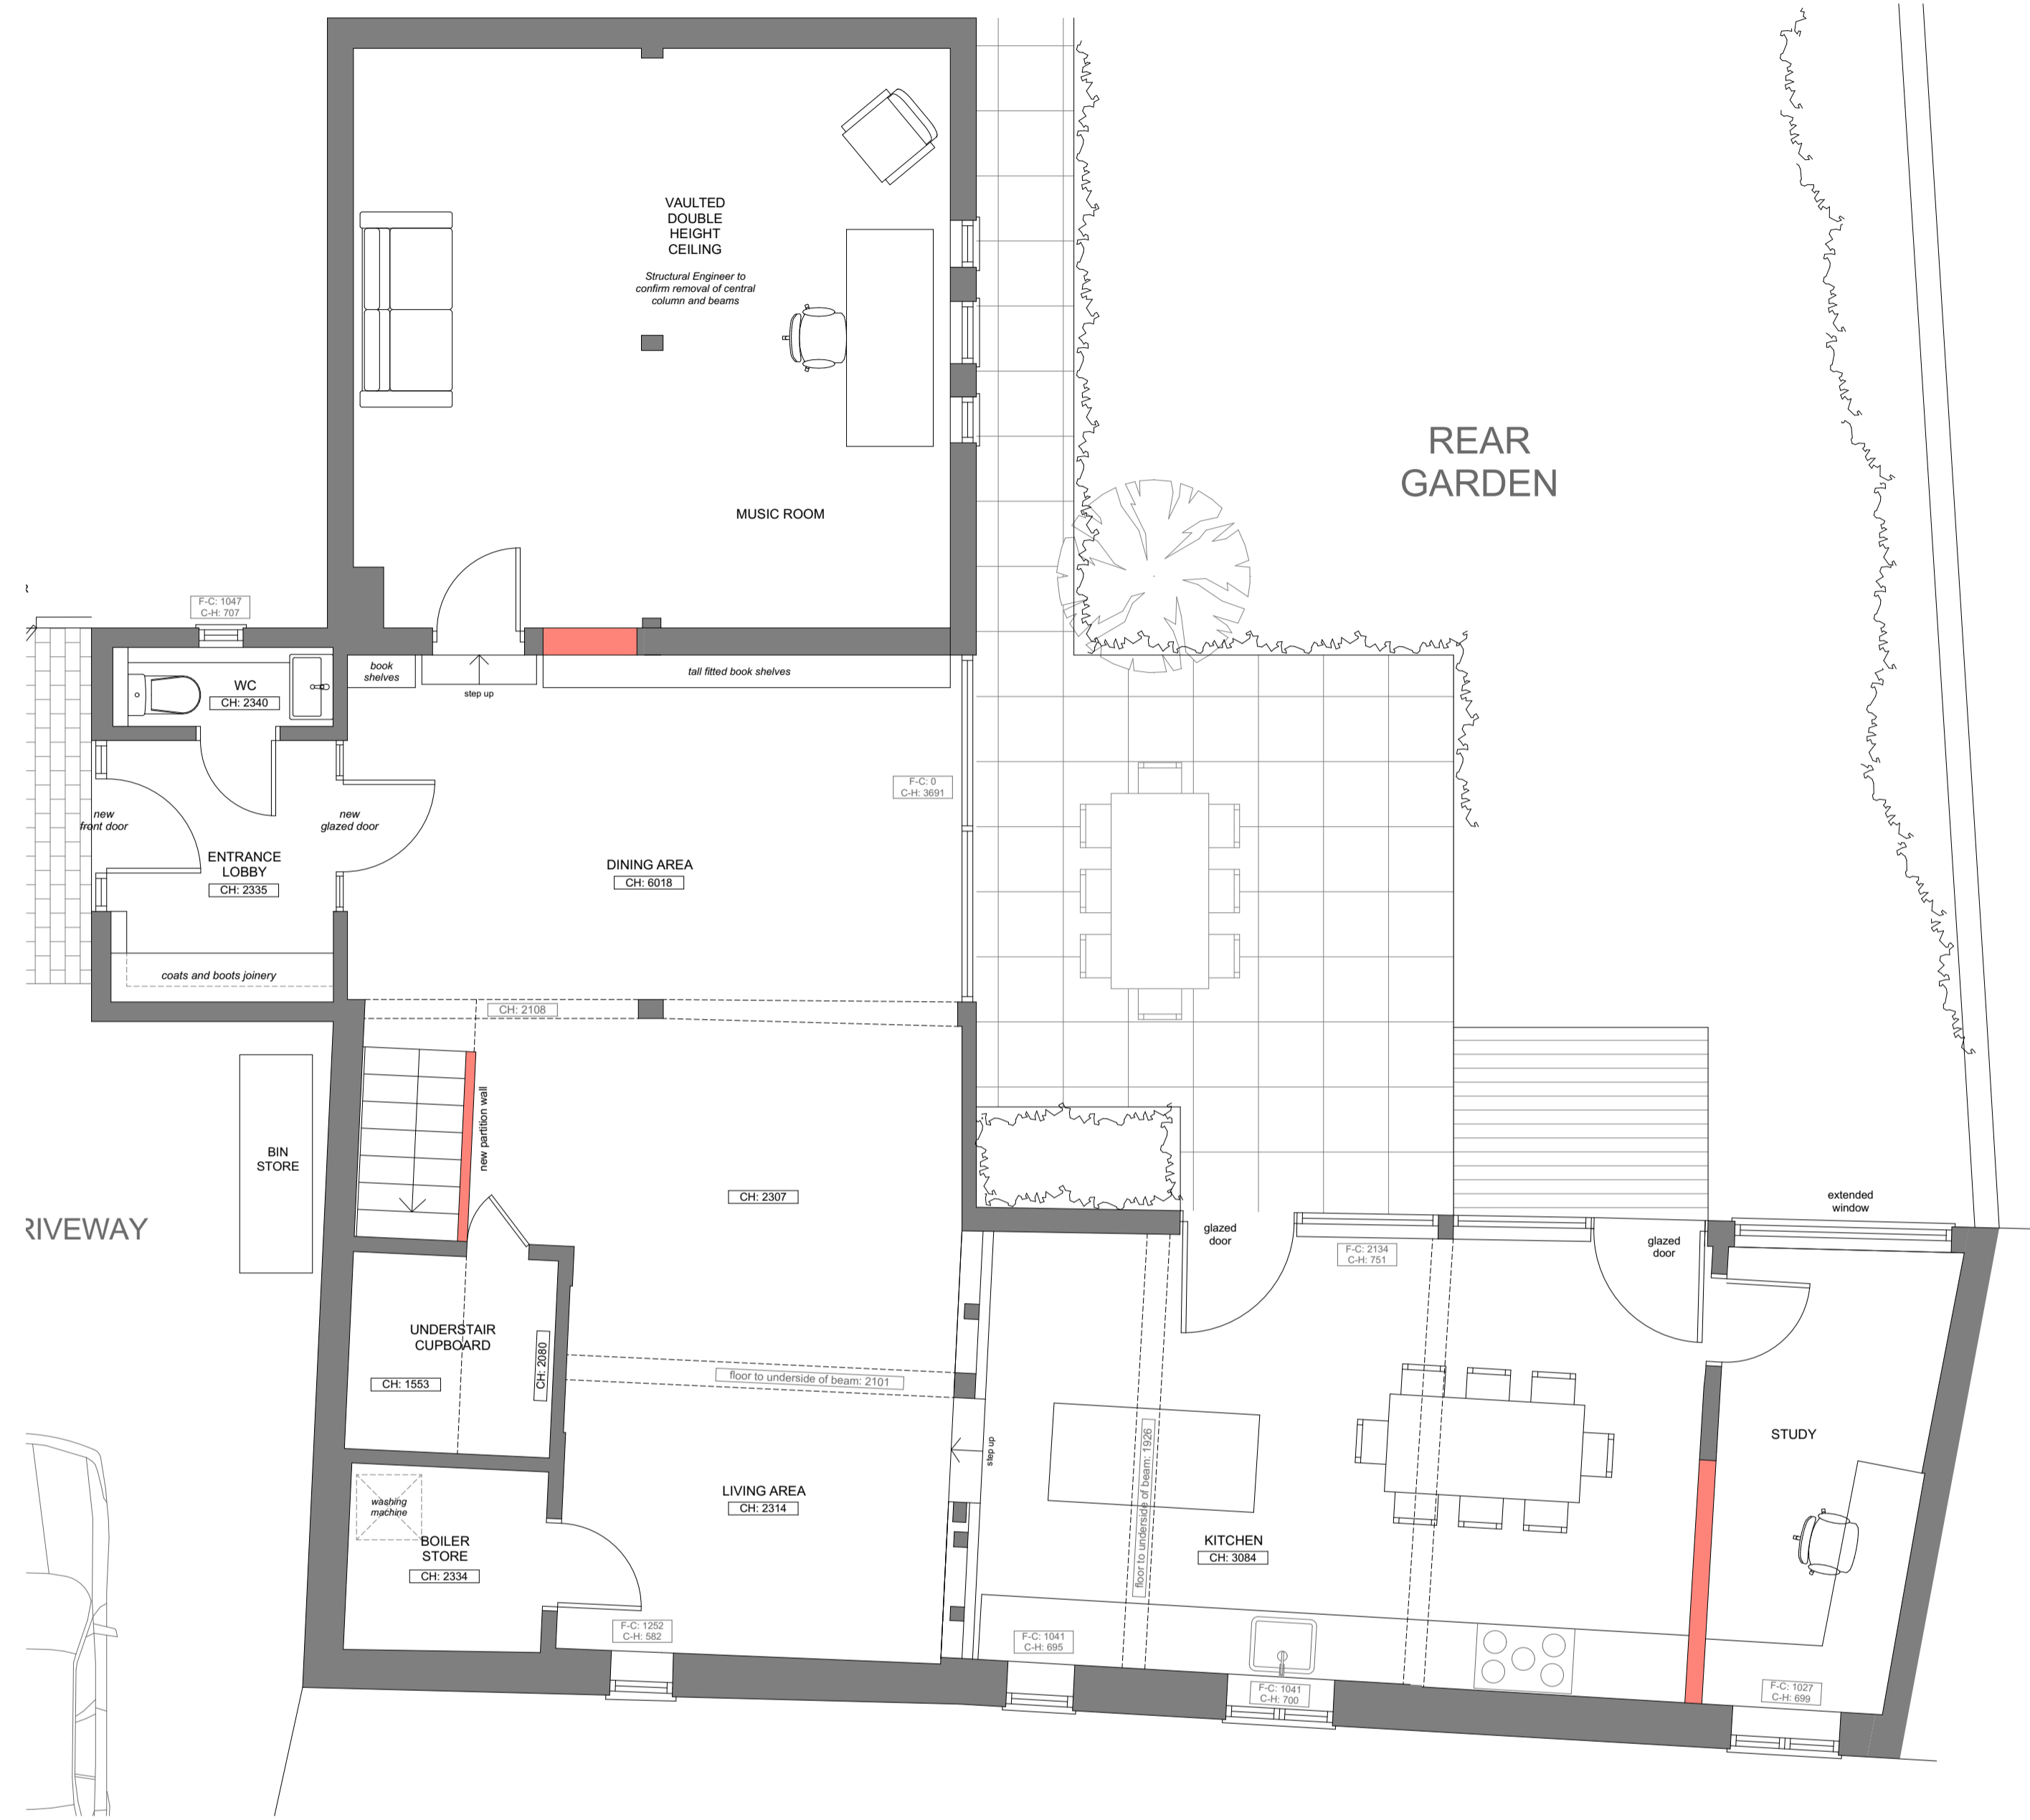 VAULTED
DOUBLE
HEIGHT
CEILING
Structural Engineer to
confirm removal of central
column and beams
REAR
GARDEN
MUSIC ROOM
F-C: 1047
C-H: 707
book
shelves
step up
tall fitted book shelves
WC
CH: 2340
F-C: 0
C-H: 3691
new
front door
new
glazed door
ENTRANCE
LOBBY
CH: 2335
DINING AREA
CH: 6018
coats and boots joinery
CH: 2108
new partition wall
BIN
STORE
CH: 2307
RIVEWAY
extended
window
glazed
door
glazed
door
F-C: 2134
C-H: 751
UNDERSTAIR
CUPBOARD
CH: 1553
CH: 2080
floor to underside of beam: 2101
floor to underside of beam: 1926
step up
STUDY
LIVING AREA
CH: 2314
washing
machine
BOILER
STORE
CH: 2334
KITCHEN
CH: 3084
F-C: 1252
C-H: 582
F-C: 1041
C-H: 695
F-C: 1041
C-H: 700
F-C: 1027
C-H: 699